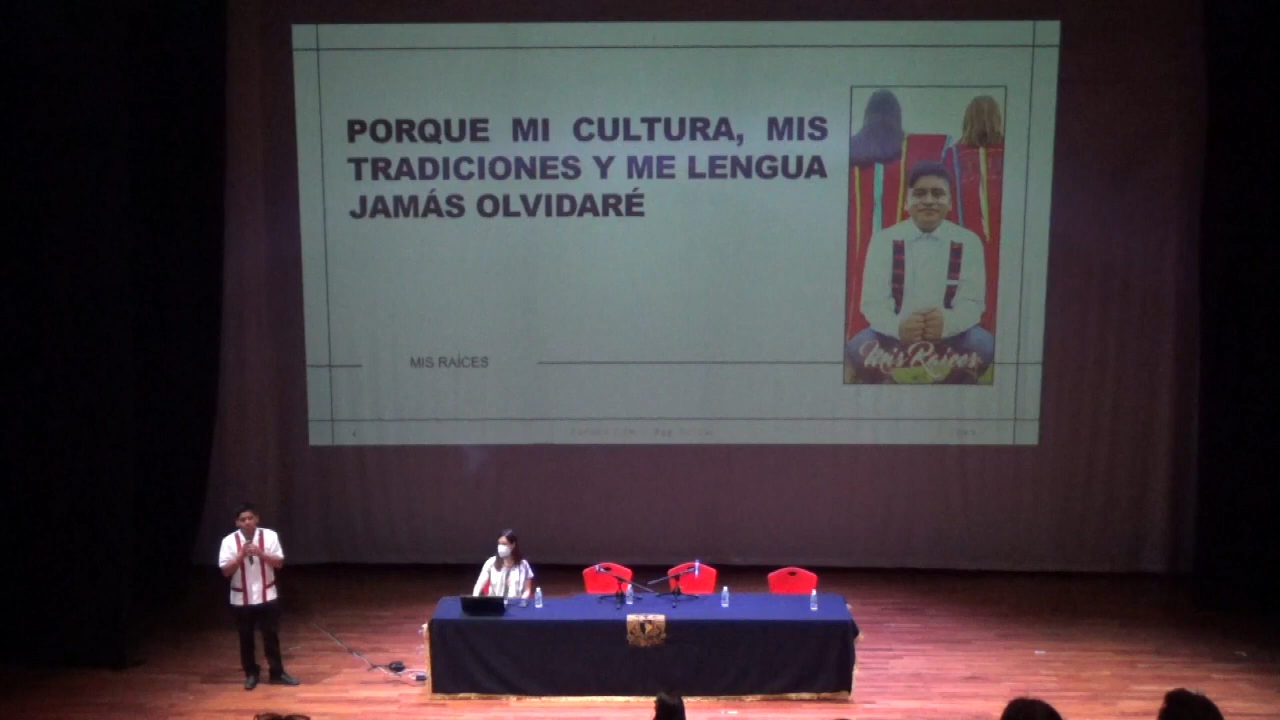 PORQUE MI CULTURA, MIS
TRADICIONES Y ME LENGUA
JAMÁS OLVIDARÉ
Mis Raíces
MIS RAÍCES